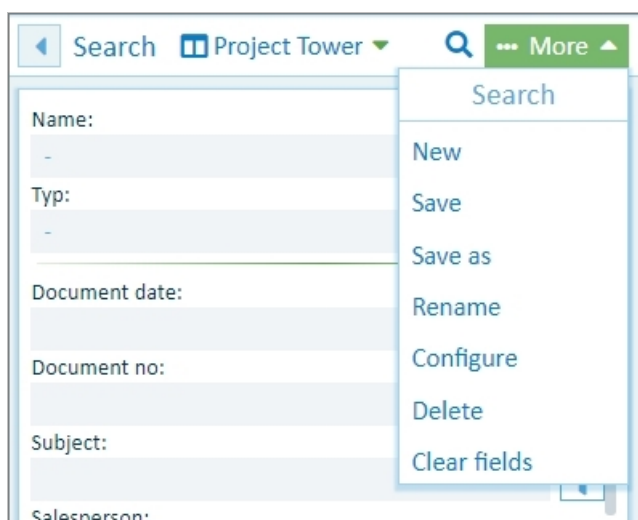 Search Project Tower ••• More
Search
New
Save
Save as
Rename
Configure
Delete
Clear fields
Name:
-
Typ:
-
Document date:
Document no:
Subject:
Salesperson: